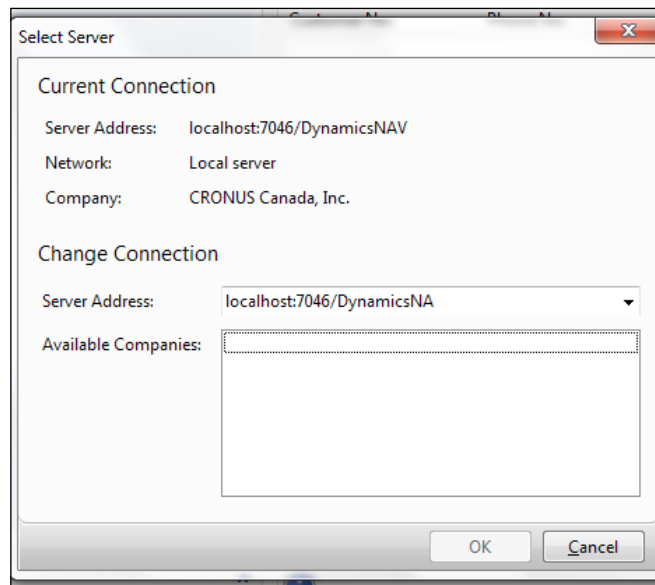 Select Server
Current Connection
Server Address: localhost:7046/DynamicsNAV
Network: Local server
Company: CRONUS Canada, Inc.
Change Connection
Server Address: localhost:7046/DynamicsNA
Available Companies:
OK Cancel